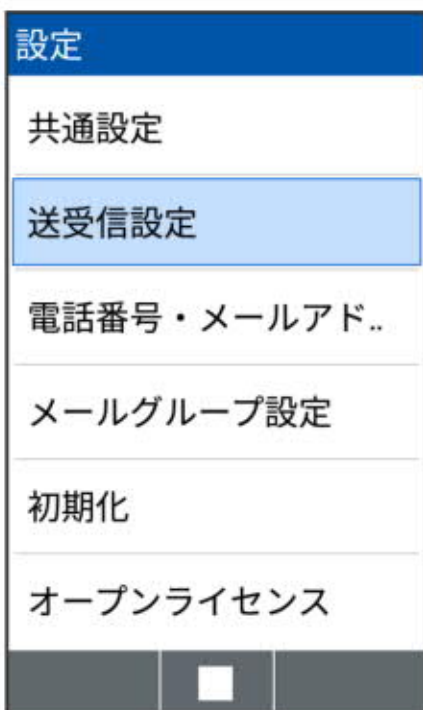 設定
共通設定
送受信設定
電話番号・メールアド..
メールグループ設定
初期化
オープンライセンス